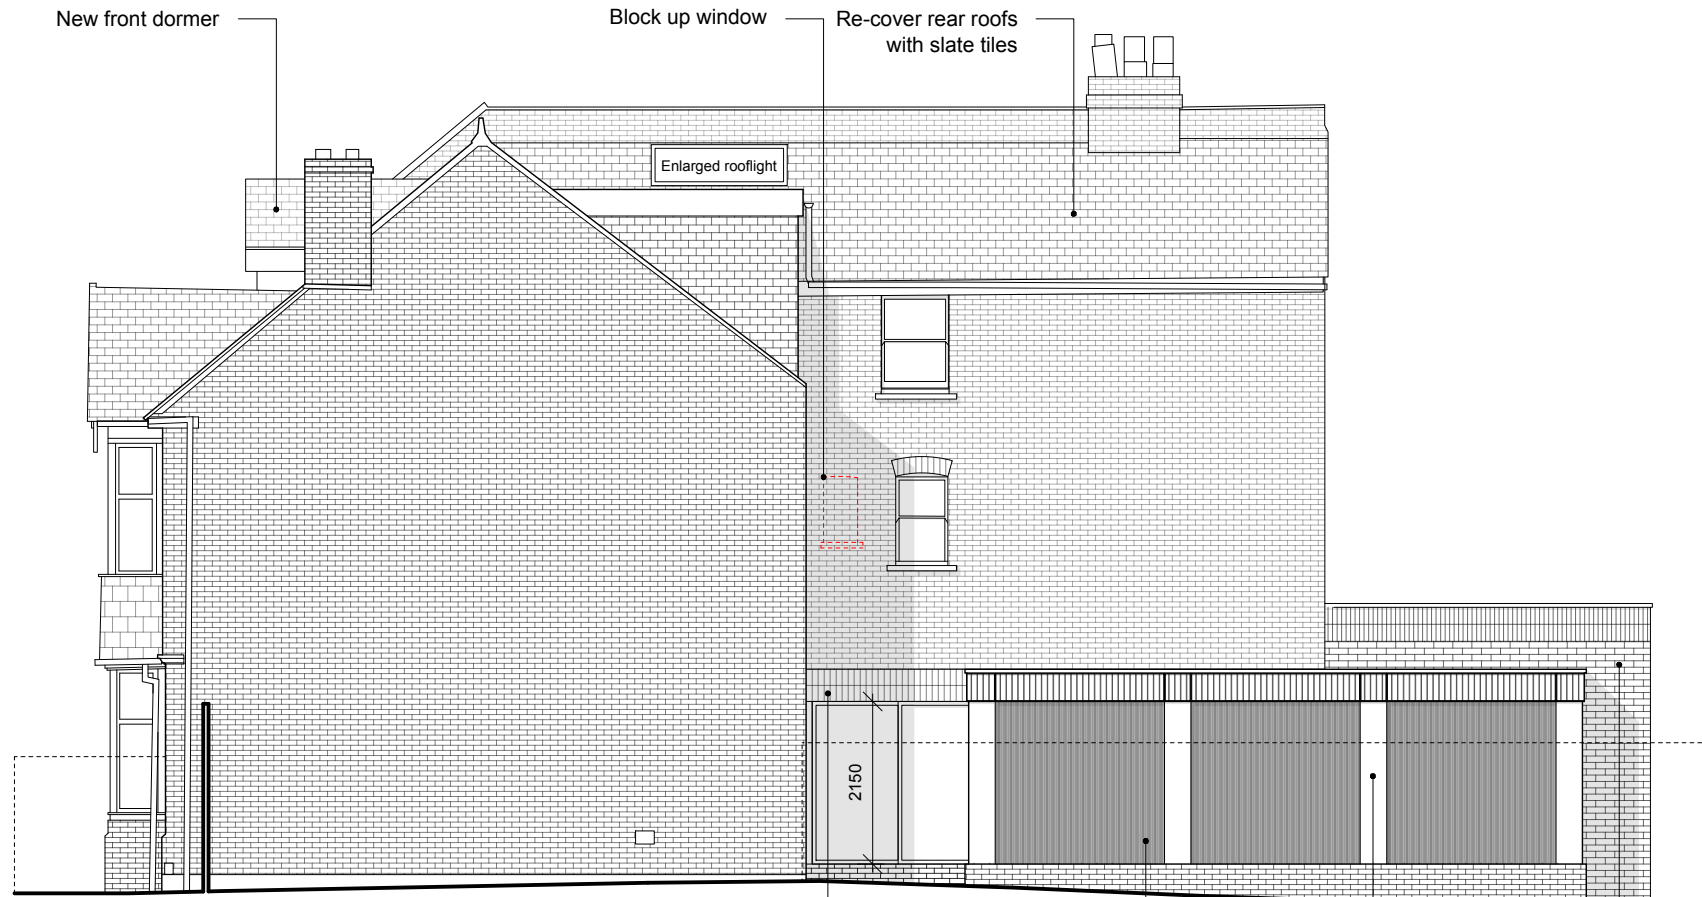 New front dormer
Block up window
Re-cover rear roofs
with slate tiles
Enlarged rooflight
2150